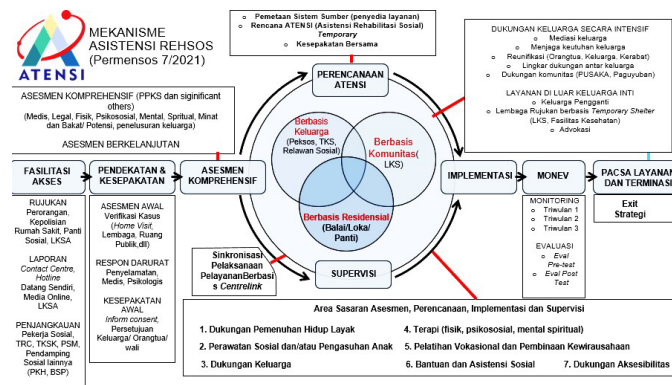 ATENSI
MEKANISME
ASISTENSI REHSOS
(Permensos 7/2021)
o Pemetaan Sistem Sumber (penyedia layanan)
o Rencana ATENSI (Asistensi Rehabilitasi Sosial)
Temporary
o Kesepakatan Bersama
DUKUNGAN KELUARGA SECARA INTENSIF
o Mediasi keluarga
o Menjaga keutuhan keluarga
o Reunifikasi (Orangtua, Keluarga, Kerabat)
o Lingkar dukungan antar keluarga
o Dukungan komunitas (PUSAKA, Paguyuban)
LAYANAN DI LUAR KELUARGA INTI
o Keluarga Pengganti
o Lembaga Rujukan berbasis Temporary Shelter
(LKS, Fasilitas Kesehatan)
o Advokasi
ASESMEN KOMPREHENSIF (PPKS dan siginificant
others)
(Medis, Legal, Fisik, Psikososial, Mental, Spritual, Minat
dan Bakat/ Potensi, penelusuran keluarga)
ASESMEN BERKELANJUTAN
PERENCANAAN
ATENSI
Berbasis
Keluarga
(Peksos, TKS,
Relawan Sosial)
Berbasis
Komunitas(
LKS)
Berbasis Residensial
(Balai/Loka/
Panti)
SUPERVISI
FASILITASI
AKSES
PENDEKATAN &
KESEPAKATAN
ASESMEN
KOMPREHENSIF
IMPLEMENTASI
MONEV
PACSA LAYANAN
DAN TERMINASI
RUJUKAN
Perorangan,
Kepolisian
Rumah Sakit, Panti
Sosial, LKSA
LAPORAN
Contact Centre,
Hotline
Datang Sendiri,
Media Online,
LKSA
PENJANGKAUAN
Pekerja Sosial,
TRC, TKSK, PSM,
Pendamping
Sosial lainnya
(PKH, BSP)
ASESMEN AWAL
Verifikasi Kasus
(Home Visit,
Lembaga, Ruang
Publik,dll)
RESPON DARURAT
Penyelamatan,
Medis, Psikologis
KESEPAKATAN
AWAL
Inform consent,
Persetujuan
Keluarga/ Orangtua/
wali
Sinkronisasi
Pelaksanaan
PelayananBerbasi
s Centrelink
MONITORING
o Triwulan 1
o Triwulan 2
o Triwulan 3
EVALUASI
o Eval
Pre-test
o Eval Post
Test
Exit
Strategi
Area Sasaran Asesmen, Perencanaan, Implementasi dan Supervisi
1. Dukungan Pemenuhan Hidup Layak
2. Perawatan Sosial dan/atau Pengasuhan Anak
3. Dukungan Keluarga
4. Terapi (fisik, psikososial, mental spiritual)
5. Pelatihan Vokasional dan Pembinaan Kewirausahaan
6. Bantuan dan Asistensi Sosial
7. Dukungan Aksesibilitas